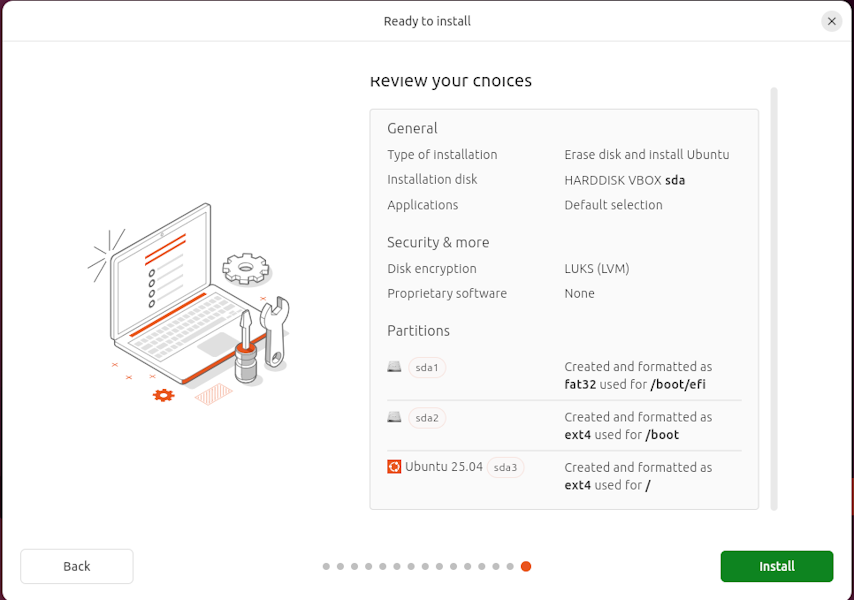 Ready to install
Review your choices
General
Type of installation Erase disk and install Ubuntu
Installation disk HARDDISK VBOX sda
Applications Default selection
Security & more
Disk encryption LUKS (LVM)
Proprietary software None
Partitions
sda1 Created and formatted as
fat32 used for /boot/efi
sda2 Created and formatted as
ext4 used for /boot
Ubuntu 25.04 sda3 Created and formatted as
ext4 used for /
Back Install